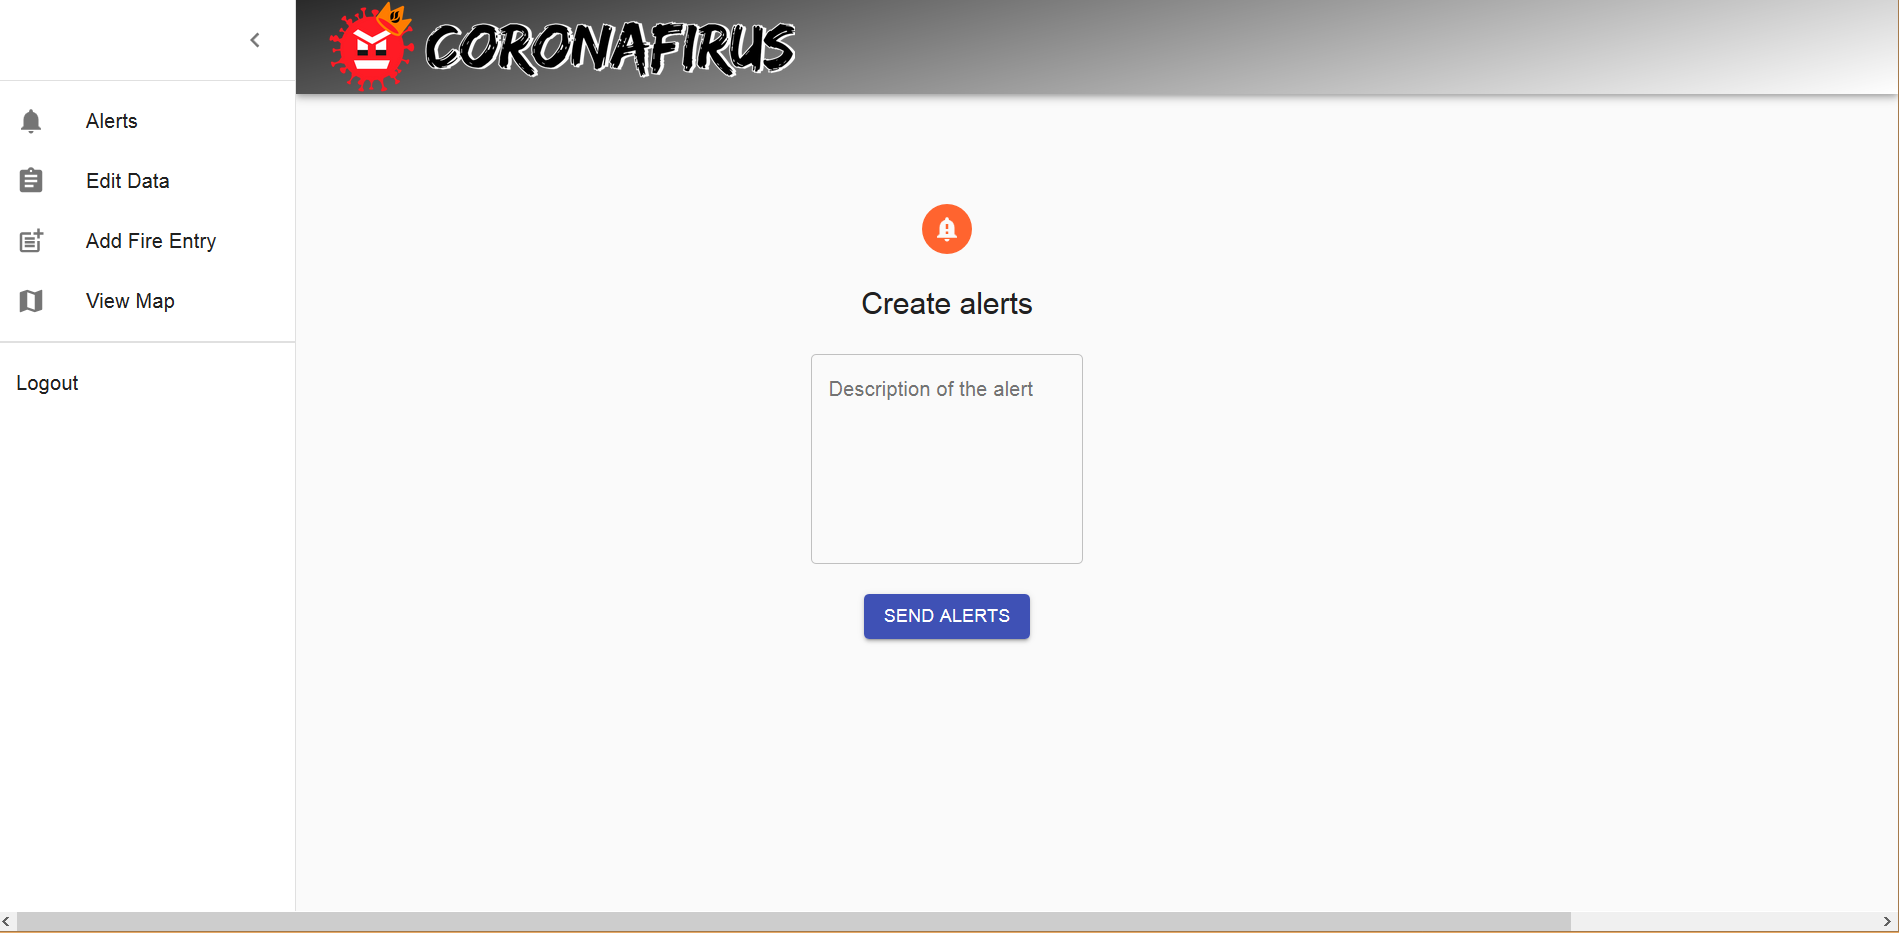 CORONAFIRUS
Alerts
Edit Data
Add Fire Entry
View Map
Logout
Create alerts
Description of the alert
SEND ALERTS